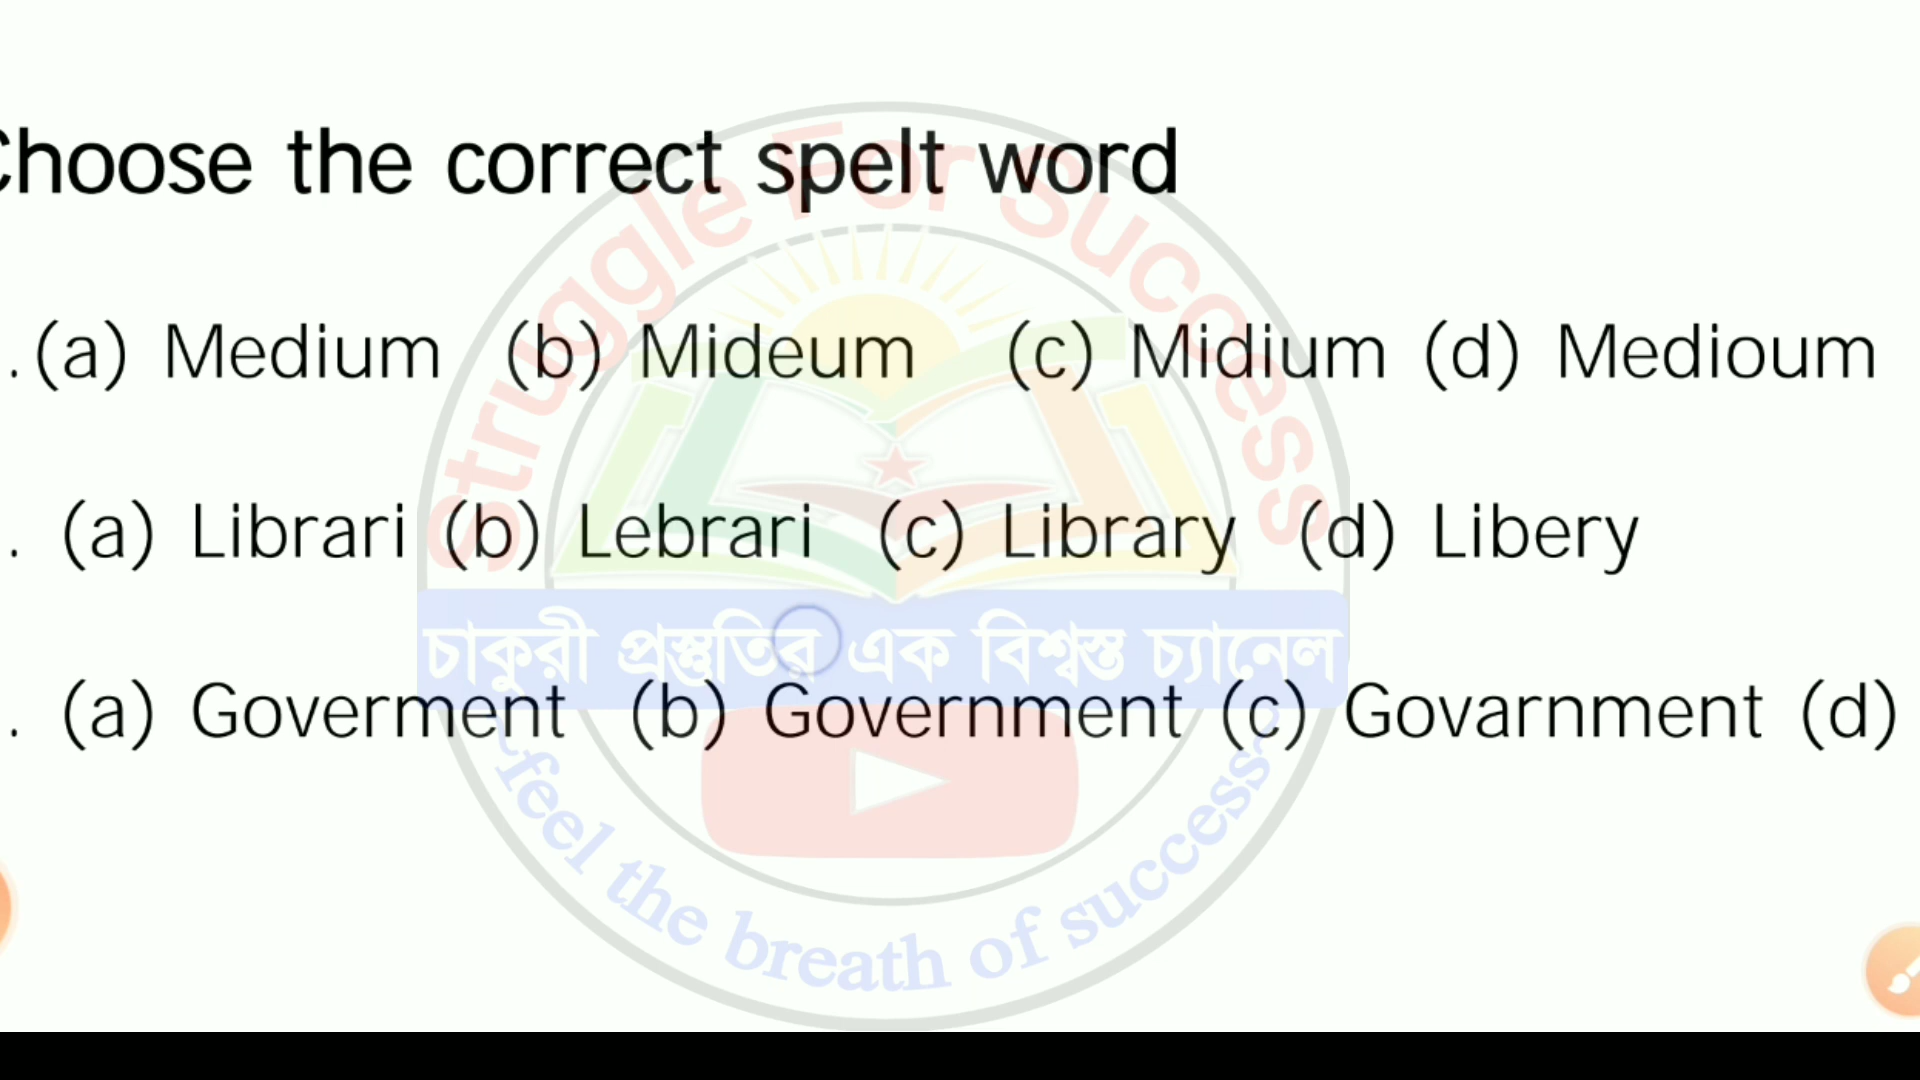 Choose the correct spelt word
Struggle For Success
. (a) Medium (b) Mideum (c) Midium (d) Medioum
. (a) Librari (b) Lebrari (c) Library (d) Libery
চাকুরী প্রস্তুতির এক বিশ্বস্ত চ্যানেল
. (a) Goverment (b) Government (c) Govarnment (d)
~feel the breath of success~